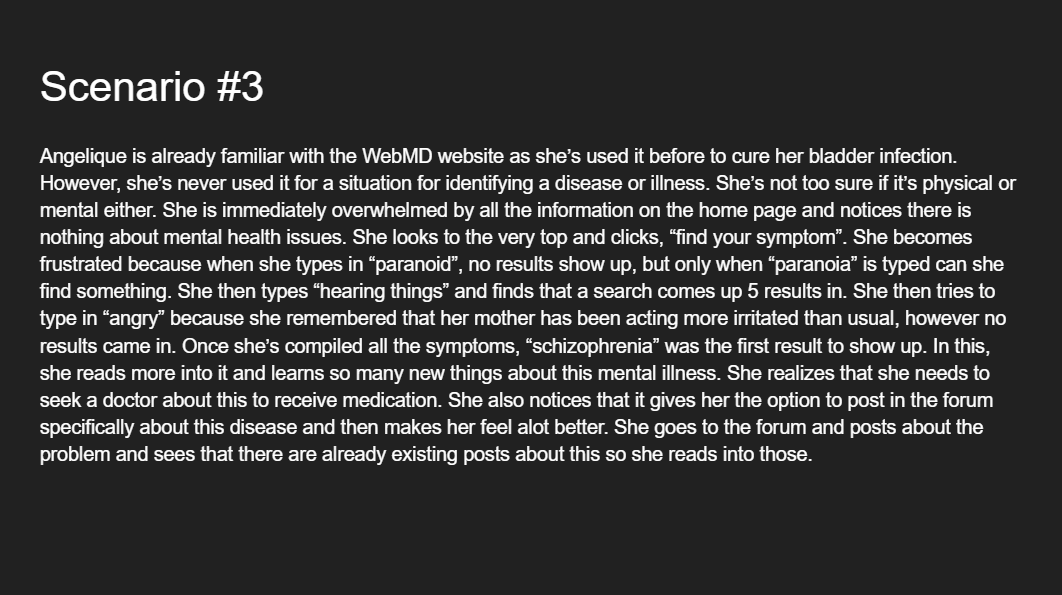 Scenario #3
Angelique is already familiar with the WebMD website as she’s used it before to cure her bladder infection.
However, she’s never used it for a situation for identifying a disease or illness. She’s not too sure if it’s physical or
mental either. She is immediately overwhelmed by all the information on the home page and notices there is
nothing about mental health issues. She looks to the very top and clicks, “find your symptom”. She becomes
frustrated because when she types in “paranoid”, no results show up, but only when “paranoia” is typed can she
find something. She then types “hearing things” and finds that a search comes up 5 results in. She then tries to
type in “angry” because she remembered that her mother has been acting more irritated than usual, however no
results came in. Once she’s compiled all the symptoms, “schizophrenia” was the first result to show up. In this,
she reads more into it and learns so many new things about this mental illness. She realizes that she needs to
seek a doctor about this to receive medication. She also notices that it gives her the option to post in the forum
specifically about this disease and then makes her feel alot better. She goes to the forum and posts about the
problem and sees that there are already existing posts about this so she reads into those.